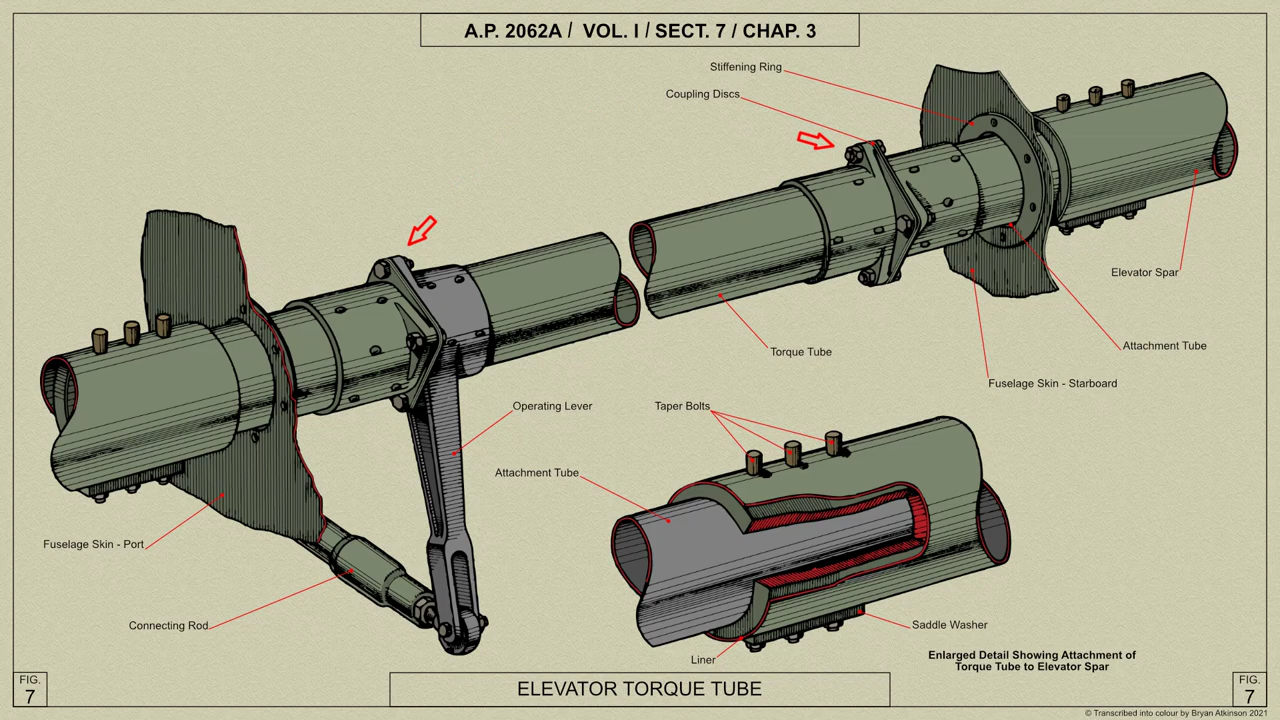 A.P. 2062A / VOL. I / SECT. 7 / CHAP. 3
Stiffening Ring
Coupling Discs
Elevator Spar
Torque Tube
Attachment Tube
Fuselage Skin - Starboard
Operating Lever
Taper Bolts
Attachment Tube
Fuselage Skin - Port
Connecting Rod
Saddle Washer
Liner
Enlarged Detail Showing Attachment of
Torque Tube to Elevator Spar
FIG.
7
ELEVATOR TORQUE TUBE
FIG.
7
© Transcribed into colour by Bryan Atkinson 2021